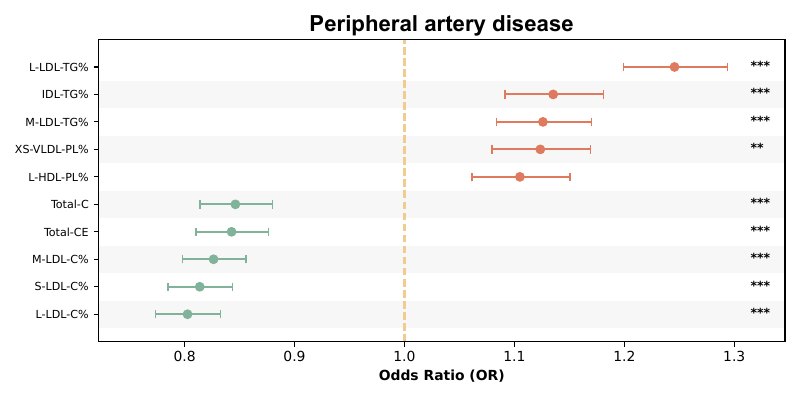 Peripheral artery disease
L-LDL-TG% ***
IDL-TG% ***
M-LDL-TG% ***
XS-VLDL-PL% **
L-HDL-PL%
Total-C ***
Total-CE ***
M-LDL-C% ***
S-LDL-C% ***
L-LDL-C% ***
0.8 0.9 1.0 1.1 1.2 1.3
Odds Ratio (OR)